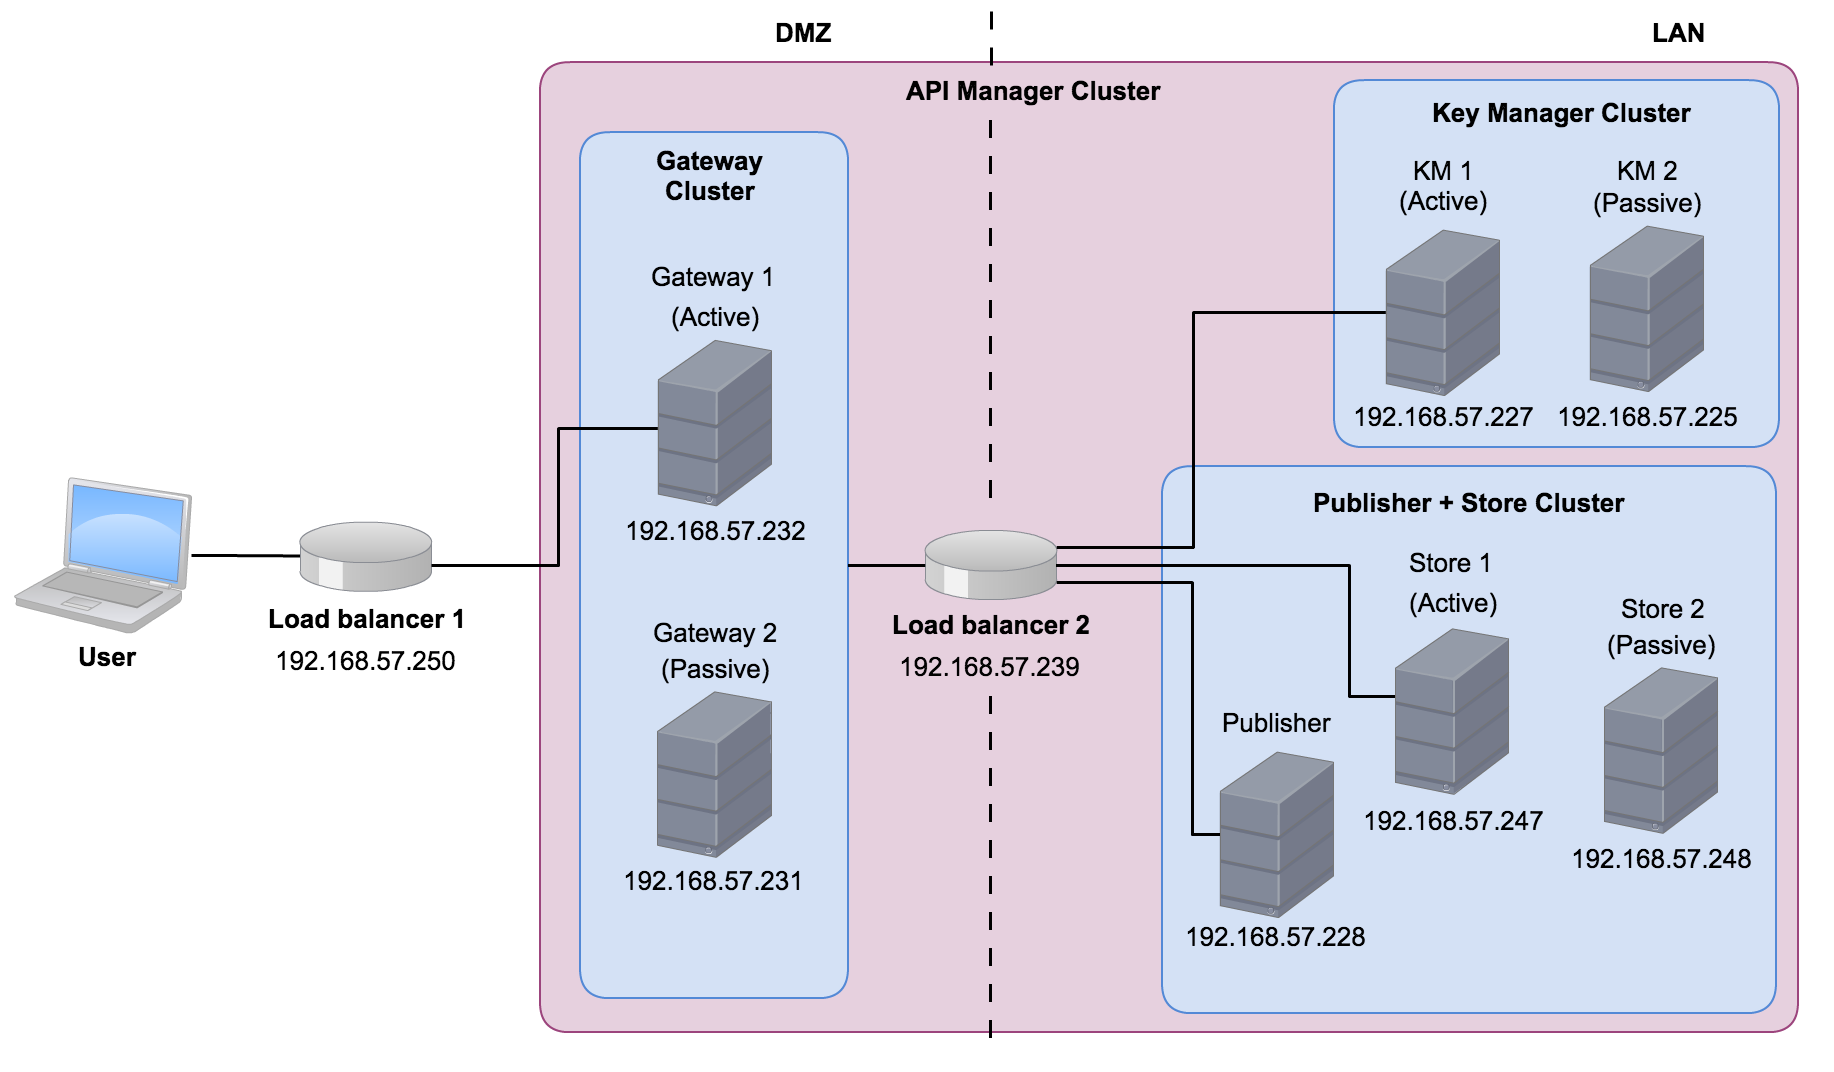 DMZ
LAN
API Manager Cluster
Key Manager Cluster
KM 1
(Active)
KM 2
(Passive)
192.168.57.227
192.168.57.225
Gateway
Cluster
Gateway 1
(Active)
192.168.57.232
Gateway 2
(Passive)
192.168.57.231
User
Load balancer 1
192.168.57.250
Load balancer 2
192.168.57.239
Publisher + Store Cluster
Store 1
(Active)
192.168.57.247
Store 2
(Passive)
192.168.57.248
Publisher
192.168.57.228